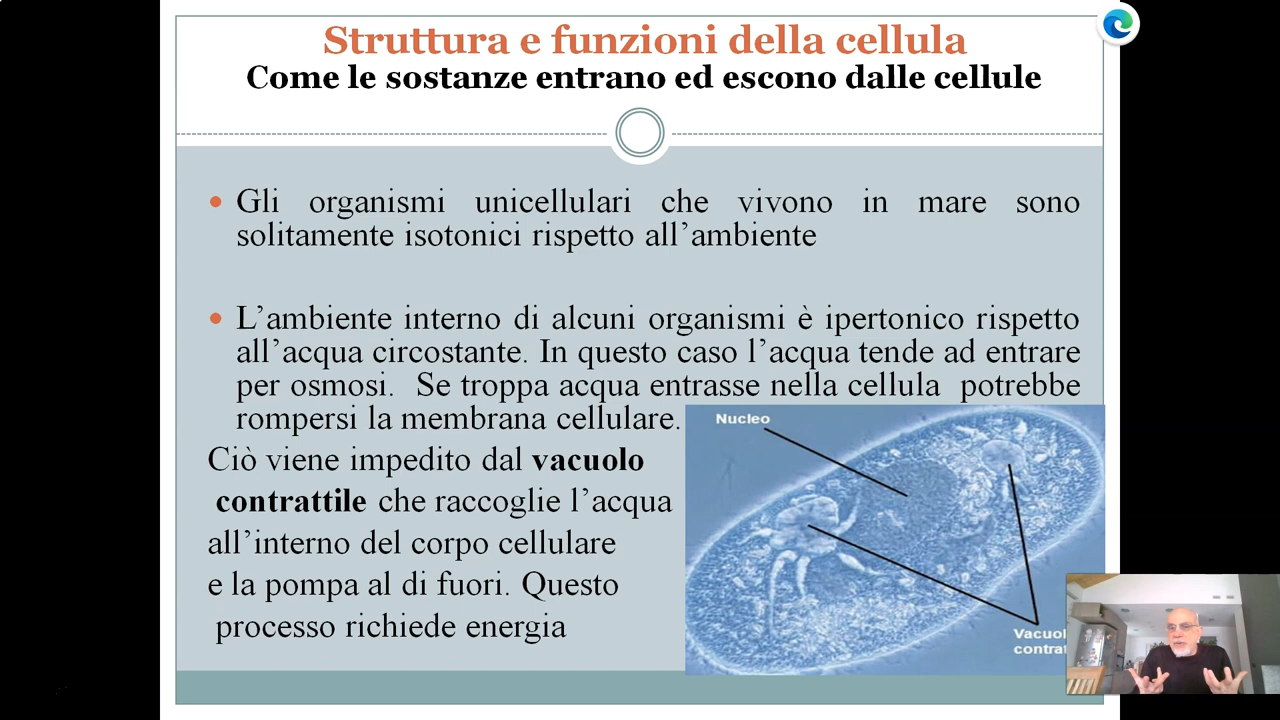 Struttura e funzioni della cellula
Come le sostanze entrano ed escono dalle cellule
Gli organismi unicellulari che vivono in mare sono
solitamente isotonici rispetto all’ambiente
L’ambiente interno di alcuni organismi è ipertonico rispetto
all’acqua circostante. In questo caso l’acqua tende ad entrare
per osmosi. Se troppa acqua entrasse nella cellula potrebbe
rompersi la membrana cellulare.
Ciò viene impedito dal vacuolo
contrattile che raccoglie l’acqua
all’interno del corpo cellulare
e la pompa al di fuori. Questo
processo richiede energia
Nucleo